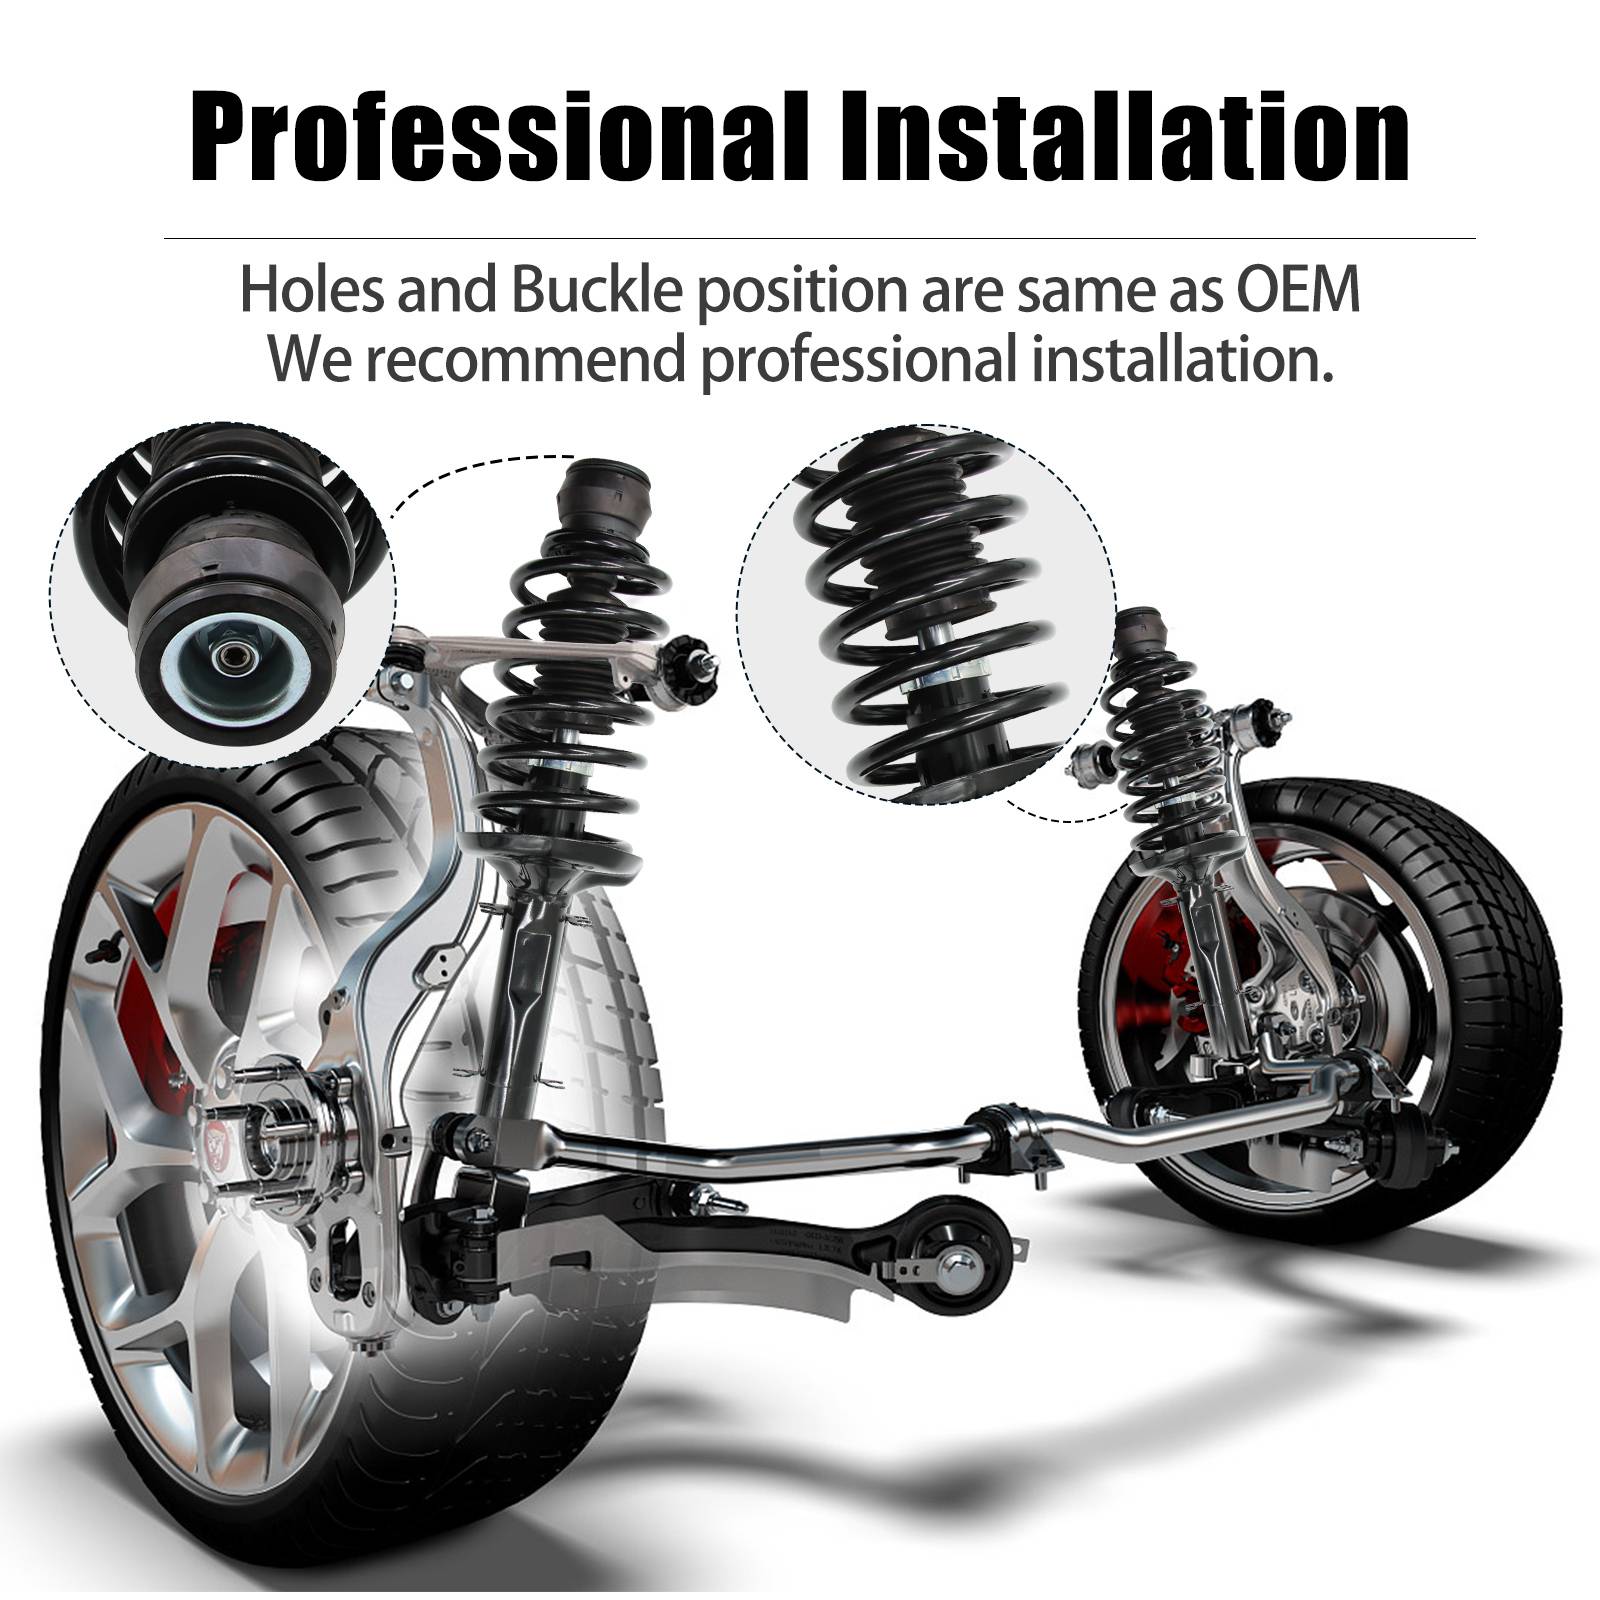 Professional Installation
Holes and Buckle position are same as OEM
We recommend professional installation.